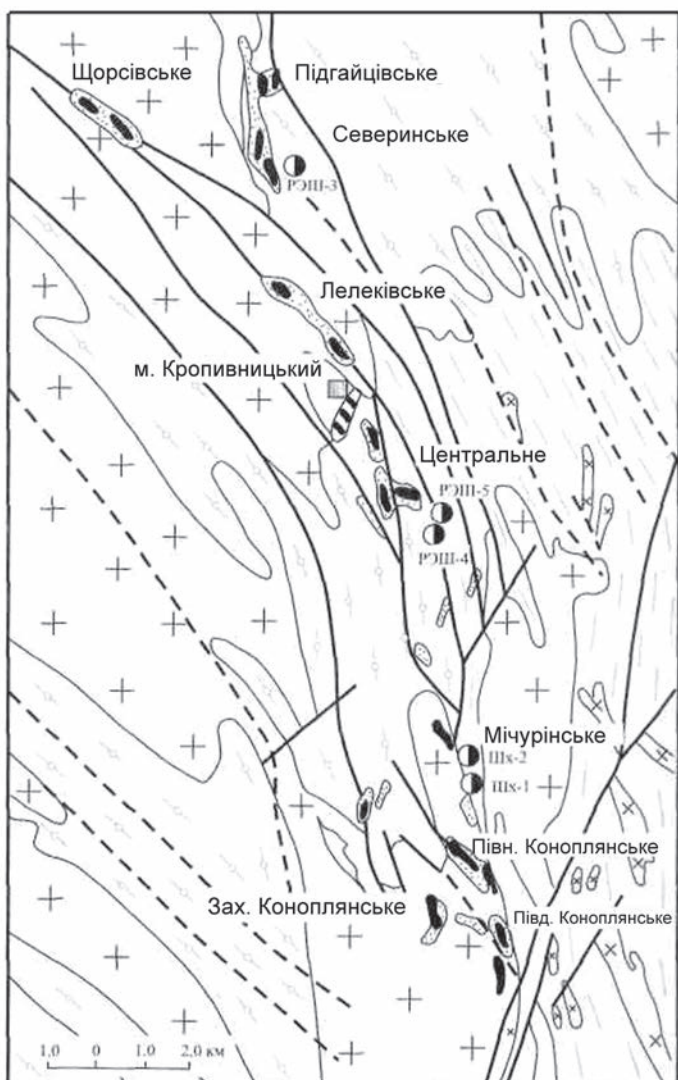 Щорсівське
Підгайцівське
Северинське
РЭШ-3
Лелеківське
м. Кропивницький
Центральне
РЭШ-5
РЭШ-4
Мічурінське
Шх-2
Шх-1
Півн. Коноплянське
Зах. Коноплянське
Півд. Коноплянське
1.0 0 1.0 2.0 км